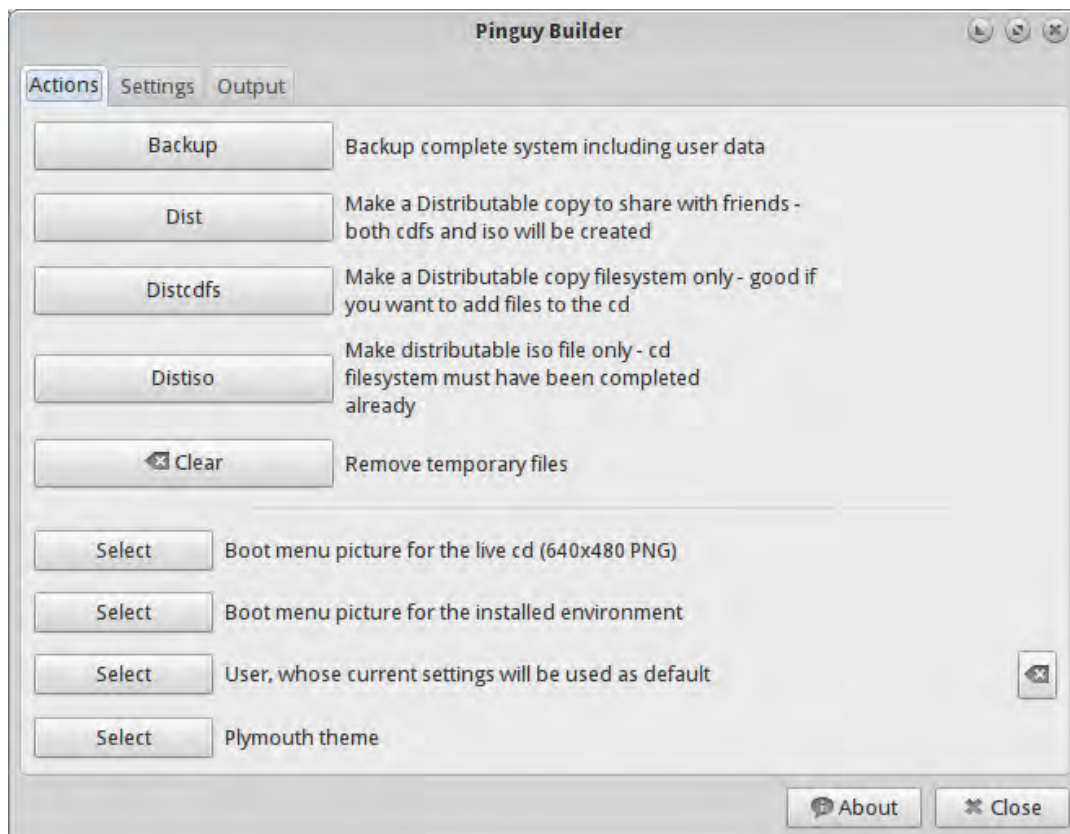 Pinguy Builder
Actions Settings Output
Backup Backup complete system including user data
Dist Make a Distributable copy to share with friends -
both cdfs and iso will be created
Distcdfs Make a Distributable copy filesystem only - good if
you want to add files to the cd
Distiso Make distributable iso file only - cd
filesystem must have been completed
already
Clear Remove temporary files
Select Boot menu picture for the live cd (640x480 PNG)
Select Boot menu picture for the installed environment
Select User, whose current settings will be used as default
Select Plymouth theme
About Close